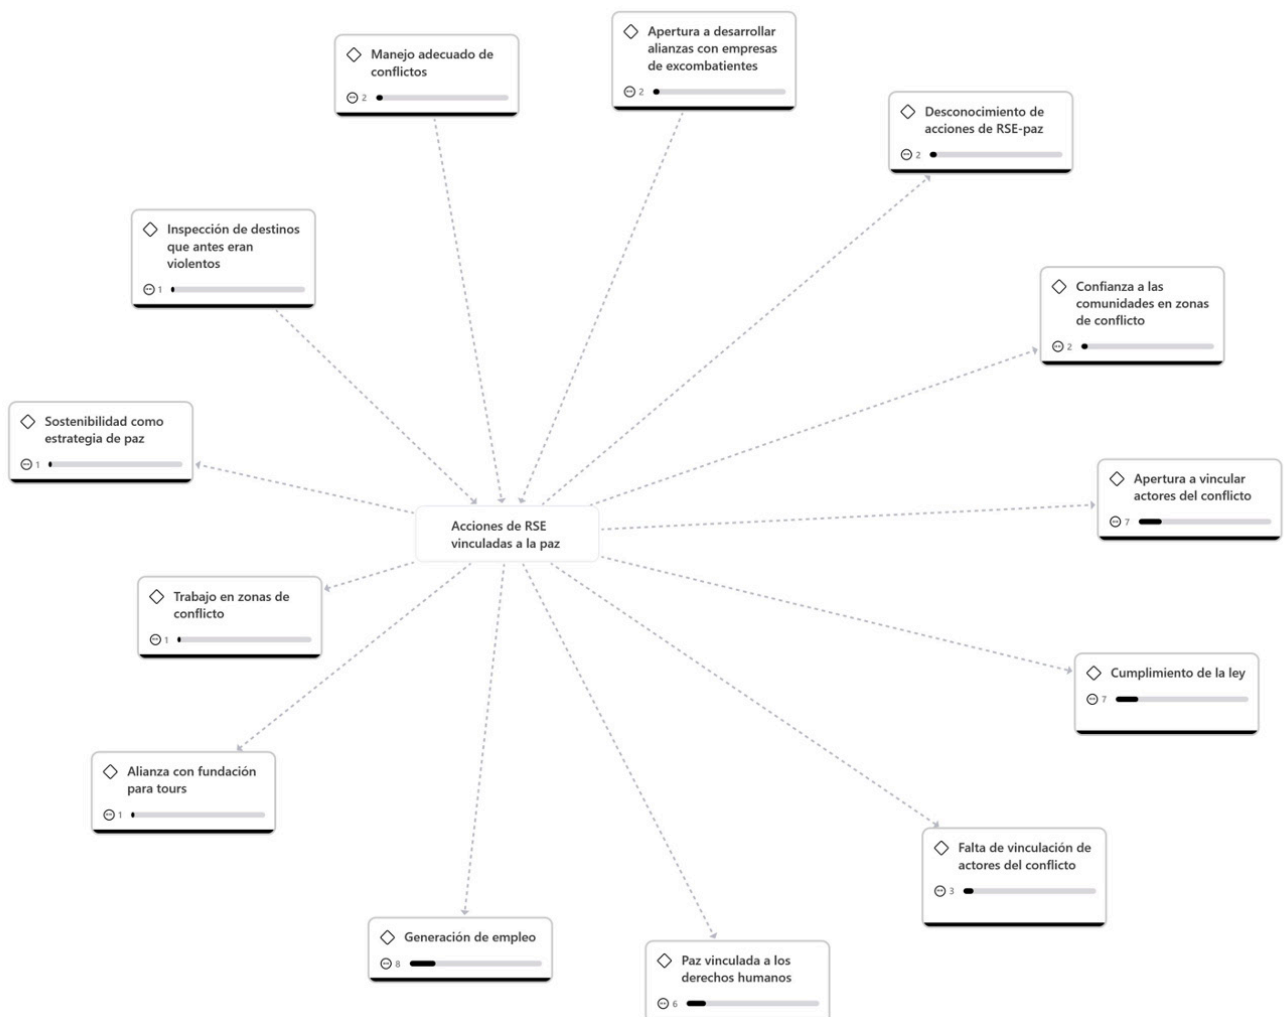 Apertura a desarrollar
alianzas con empresas
de excombatientes
2
Manejo adecuado de
conflictos
2
Desconocimiento de
acciones de RSE-paz
2
Inspección de destinos
que antes eran
violentos
1
Confianza a las
comunidades en zonas
de conflicto
2
Sostenibilidad como
estrategia de paz
1
Apertura a vincular
actores del conflicto
7
Acciones de RSE
vinculadas a la paz
Trabajo en zonas de
conflicto
1
Cumplimiento de la ley
7
Alianza con fundación
para tours
1
Falta de vinculación de
actores del conflicto
3
Generación de empleo
8
Paz vinculada a los
derechos humanos
6